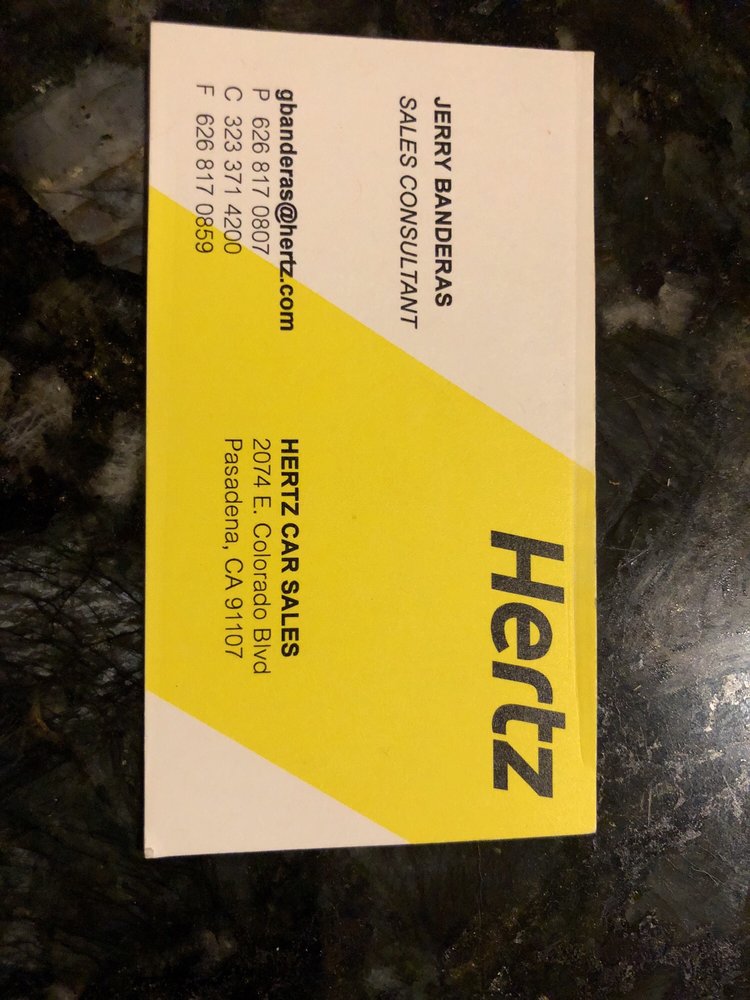 Hertz
JERRY BANDERAS
SALES CONSULTANT
gbanderas@hertz.com
P 626 817 0807
C 323 371 4200
F 626 817 0859
HERTZ CAR SALES
2074 E. Colorado Blvd
Pasadena, CA 91107